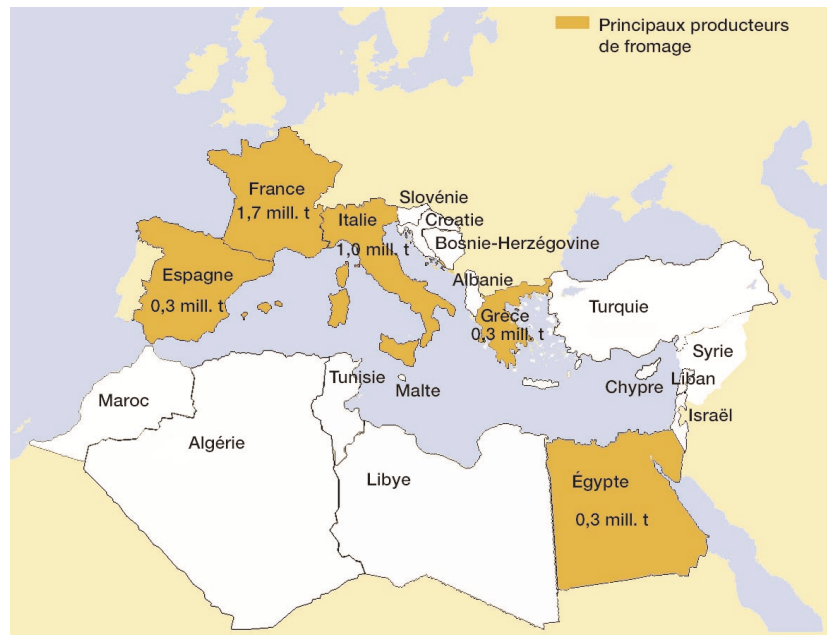 Principaux producteurs
de fromage
France
1,7 mill. t
Slovénie
Italie
Croatie
1,0 mill. t
Bosnie-Herzégovine
Espagne
0,3 mill. t
Albanie
Grèce
0.3 mill. t
Turquie
Syrie
Chypre
Liban
Israël
Tunisie
Malte
Maroc
Algérie
Libye
Égypte
0,3 mill. t